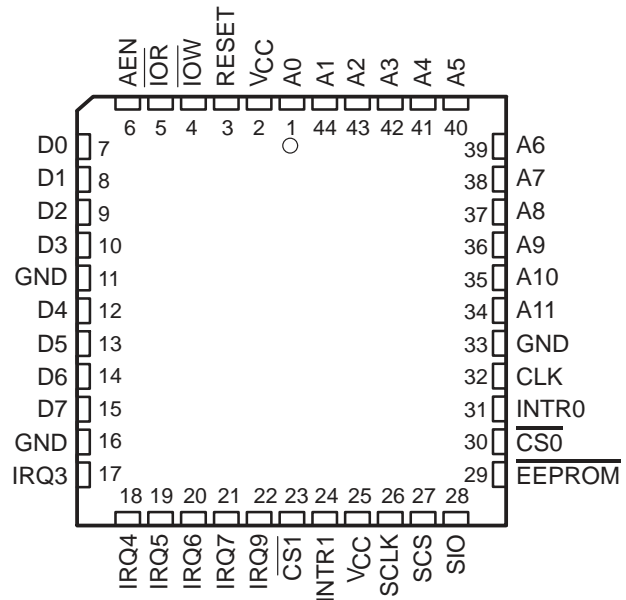 AEN IOR IOW RESET VCC A0 A1 A2 A3 A4 A5
6 5 4 3 2 1 44 43 42 41 40
D0 7 39 A6
D1 8 38 A7
D2 9 37 A8
D3 10 36 A9
GND 11 35 A10
D4 12 34 A11
D5 13 33 GND
D6 14 32 CLK
D7 15 31 INTR0
GND 16 30 CS0
IRQ3 17 29 EEPROM
18 19 20 21 22 23 24 25 26 27 28
IRQ4 IRQ5 IRQ6 IRQ7 IRQ9 CS1 INTR1 VCC SCLK SCS SIO